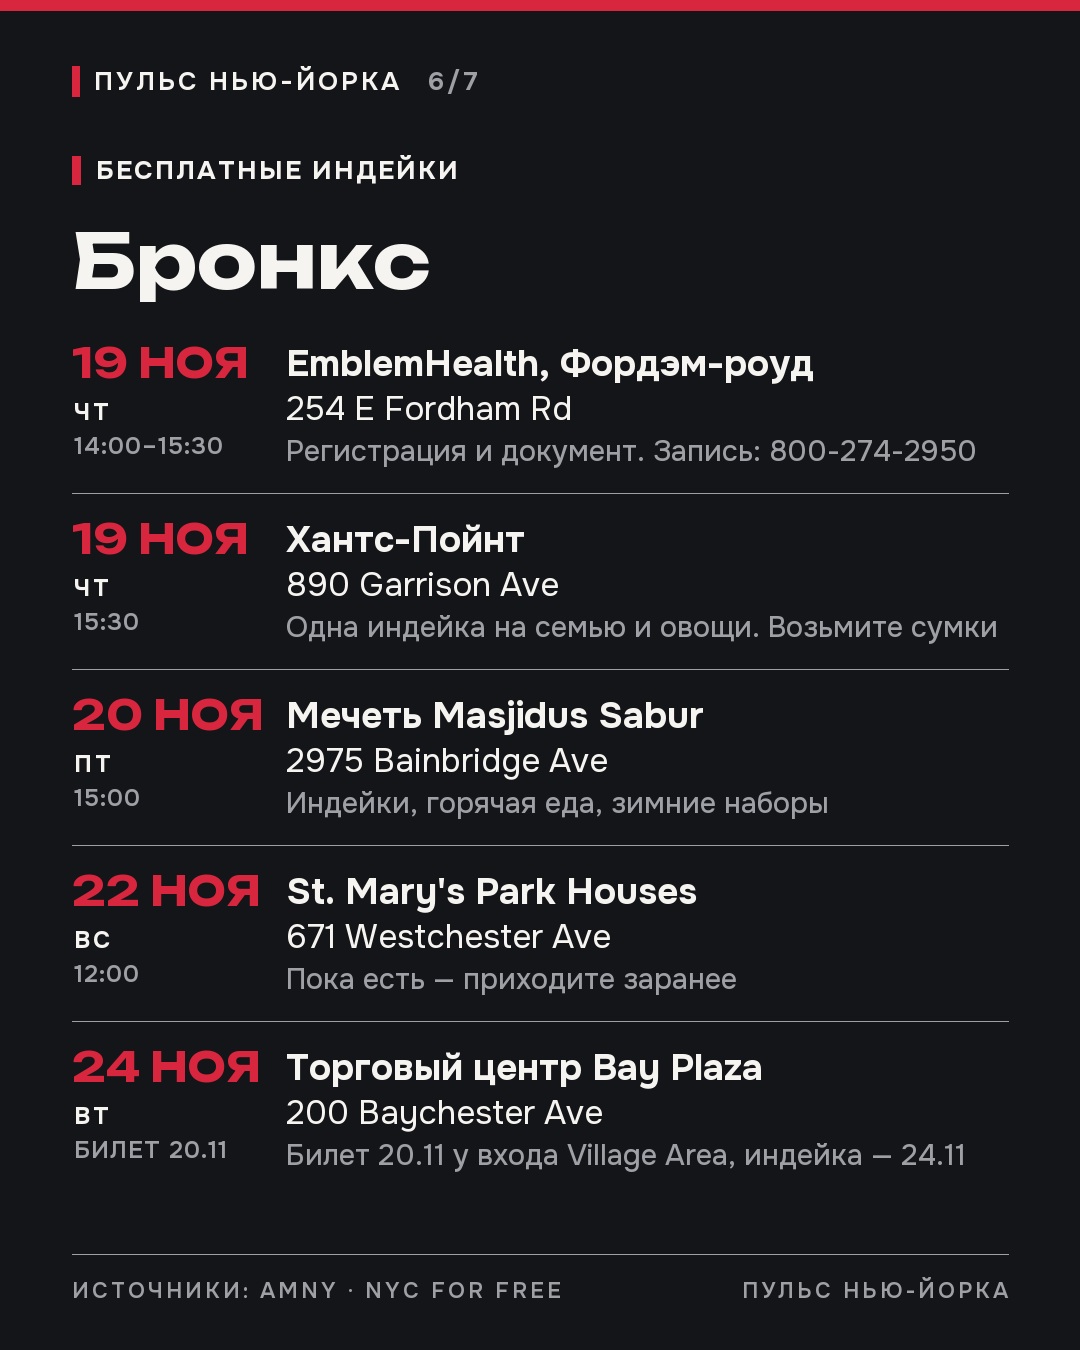 ПУЛЬС НЬЮ-ЙОРКА 6/7
БЕСПЛАТНЫЕ ИНДЕЙКИ
Бронкс
19 НОЯ
ЧТ
14:00–15:30
EmblemHealth, Фордэм-роуд
254 E Fordham Rd
Регистрация и документ. Запись: 800-274-2950
19 НОЯ
ЧТ
15:30
Хантс-Пойнт
890 Garrison Ave
Одна индейка на семью и овощи. Возьмите сумки
20 НОЯ
ПТ
15:00
Мечеть Masjidus Sabur
2975 Bainbridge Ave
Индейки, горячая еда, зимние наборы
22 НОЯ
ВС
12:00
St. Mary's Park Houses
671 Westchester Ave
Пока есть — приходите заранее
24 НОЯ
ВТ
БИЛЕТ 20.11
Торговый центр Bay Plaza
200 Baychester Ave
Билет 20.11 у входа Village Area, индейка — 24.11
ИСТОЧНИКИ: AMNY · NYC FOR FREE
ПУЛЬС НЬЮ-ЙОРКА